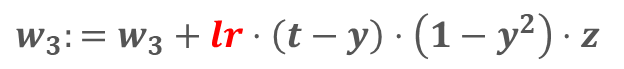 w₃: = w₃ + lr · (t − y) · (1 − y²) · z